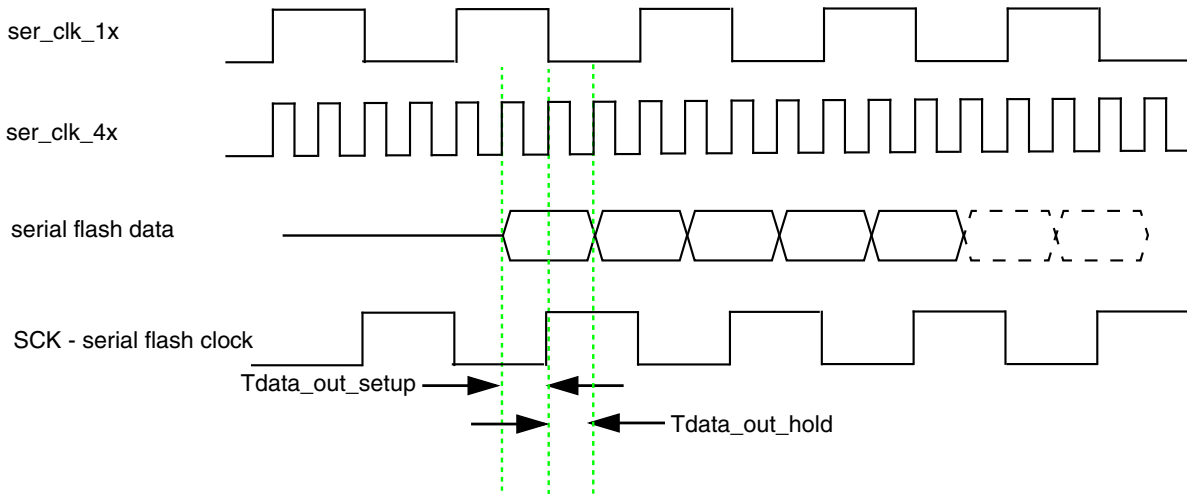 ser_clk_1x
ser_clk_4x
serial flash data
SCK - serial flash clock
Tdata_out_setup
Tdata_out_hold